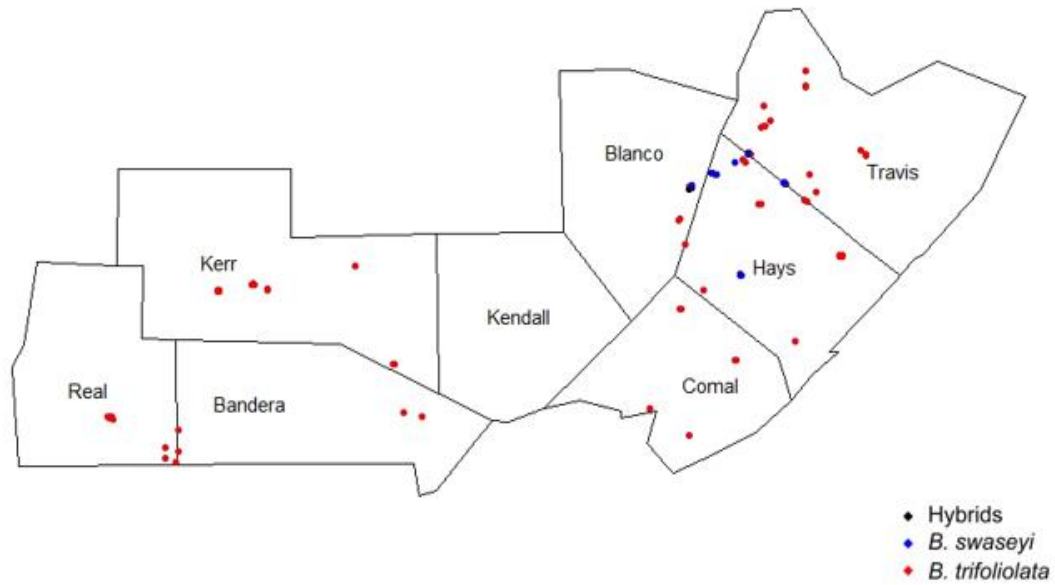 Blanco
Travis
Kerr
Hays
Kendall
Real
Bandera
Comal
Hybrids
B. swaseyi
B. trifoliolata